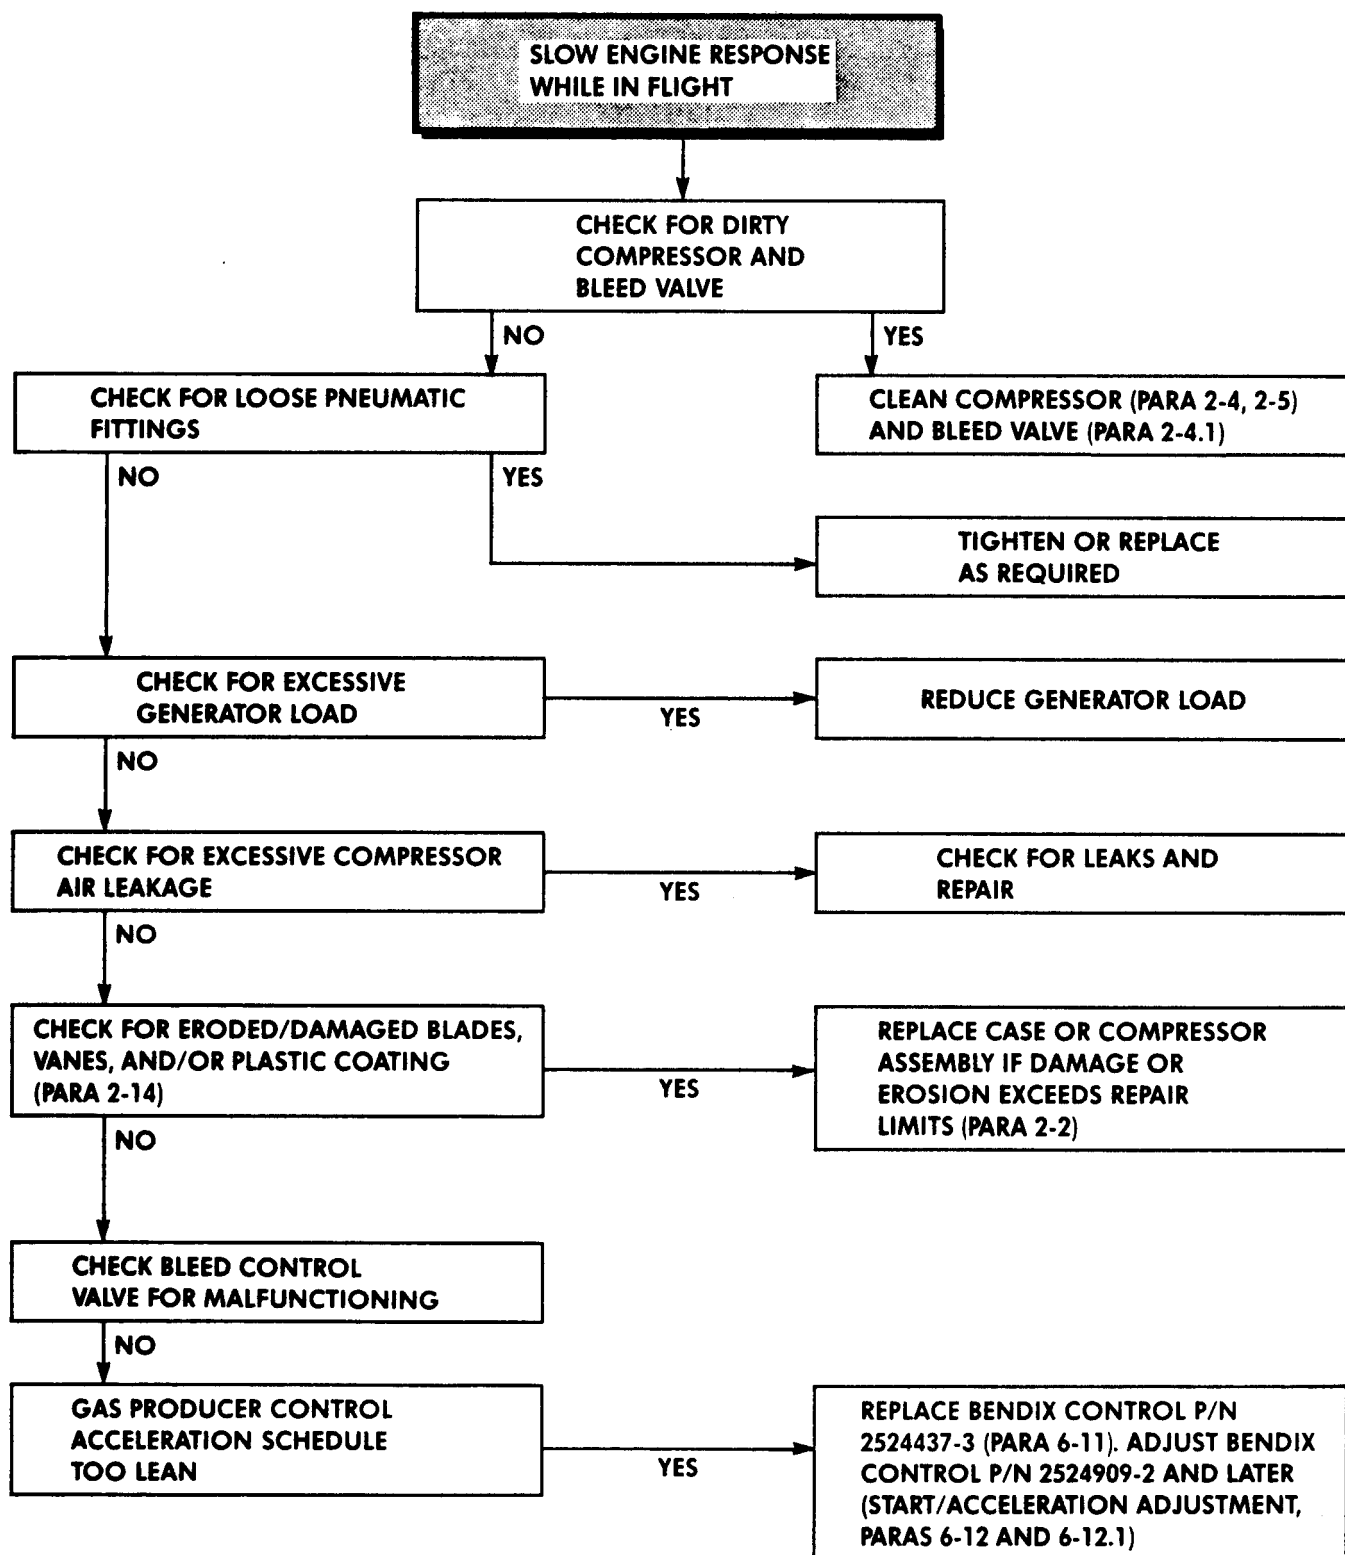 SLOW ENGINE RESPONSE
WHILE IN FLIGHT
CHECK FOR DIRTY
COMPRESSOR AND
BLEED VALVE
NO
YES
CHECK FOR LOOSE PNEUMATIC
FITTINGS
CLEAN COMPRESSOR (PARA 2-4, 2-5)
AND BLEED VALVE (PARA 2-4.1)
NO
YES
TIGHTEN OR REPLACE
AS REQUIRED
CHECK FOR EXCESSIVE
GENERATOR LOAD
YES
REDUCE GENERATOR LOAD
NO
CHECK FOR EXCESSIVE COMPRESSOR
AIR LEAKAGE
YES
CHECK FOR LEAKS AND
REPAIR
NO
CHECK FOR ERODED/DAMAGED BLADES,
VANES, AND/OR PLASTIC COATING
(PARA 2-14)
YES
REPLACE CASE OR COMPRESSOR
ASSEMBLY IF DAMAGE OR
EROSION EXCEEDS REPAIR
LIMITS (PARA 2-2)
NO
CHECK BLEED CONTROL
VALVE FOR MALFUNCTIONING
NO
GAS PRODUCER CONTROL
ACCELERATION SCHEDULE
TOO LEAN
YES
REPLACE BENDIX CONTROL P/N
2524437-3 (PARA 6-11). ADJUST BENDIX
CONTROL P/N 2524909-2 AND LATER
(START/ACCELERATION ADJUSTMENT,
PARAS 6-12 AND 6-12.1)